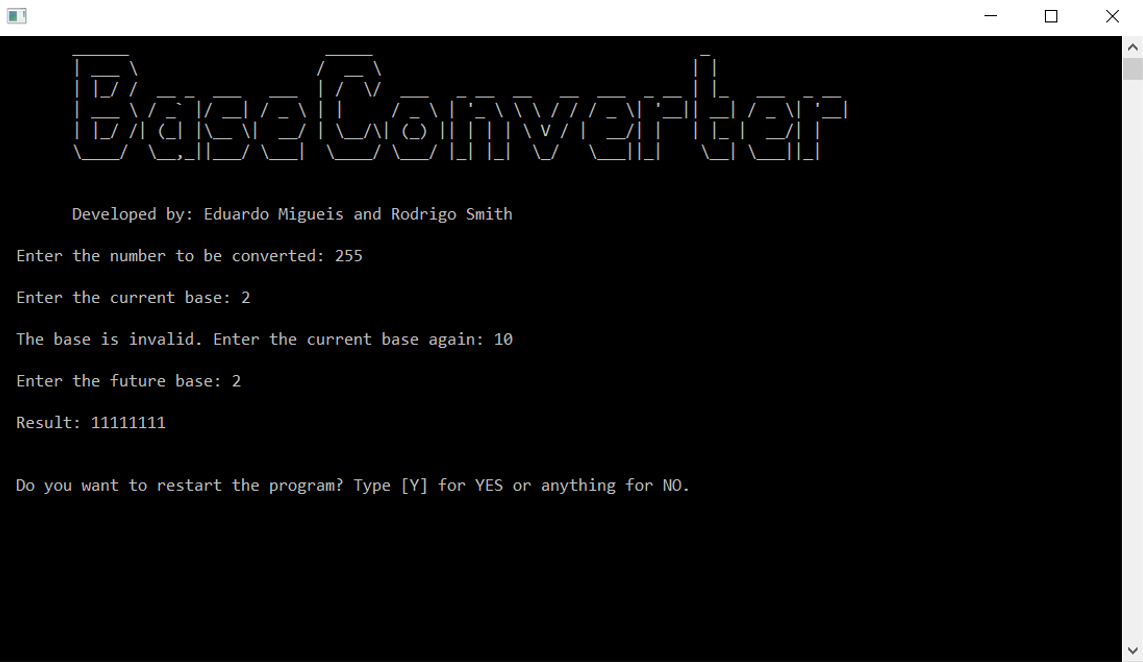 BaseConverter
Developed by: Eduardo Migueis and Rodrigo Smith
Enter the number to be converted: 255
Enter the current base: 2
The base is invalid. Enter the current base again: 10
Enter the future base: 2
Result: 11111111
Do you want to restart the program? Type [Y] for YES or anything for NO.